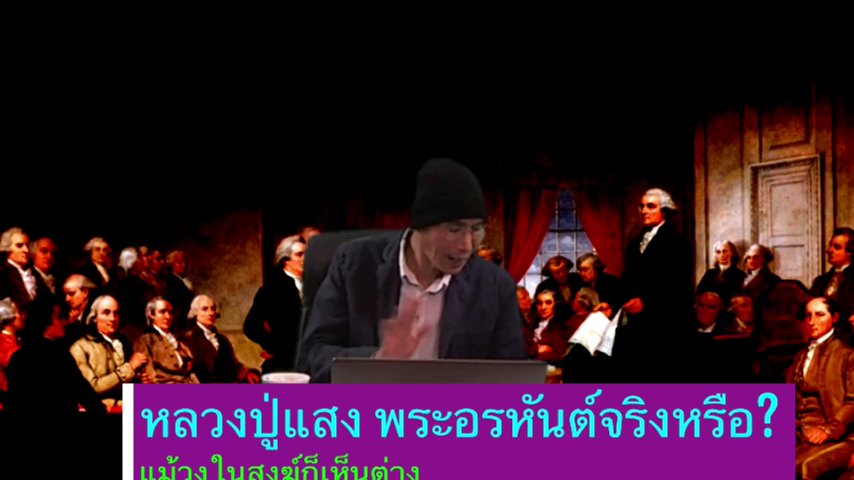 หลวงปู่แสง พระอรหันต์จริงหรือ?
แม้วงในสงฆ์ก็เห็นต่าง